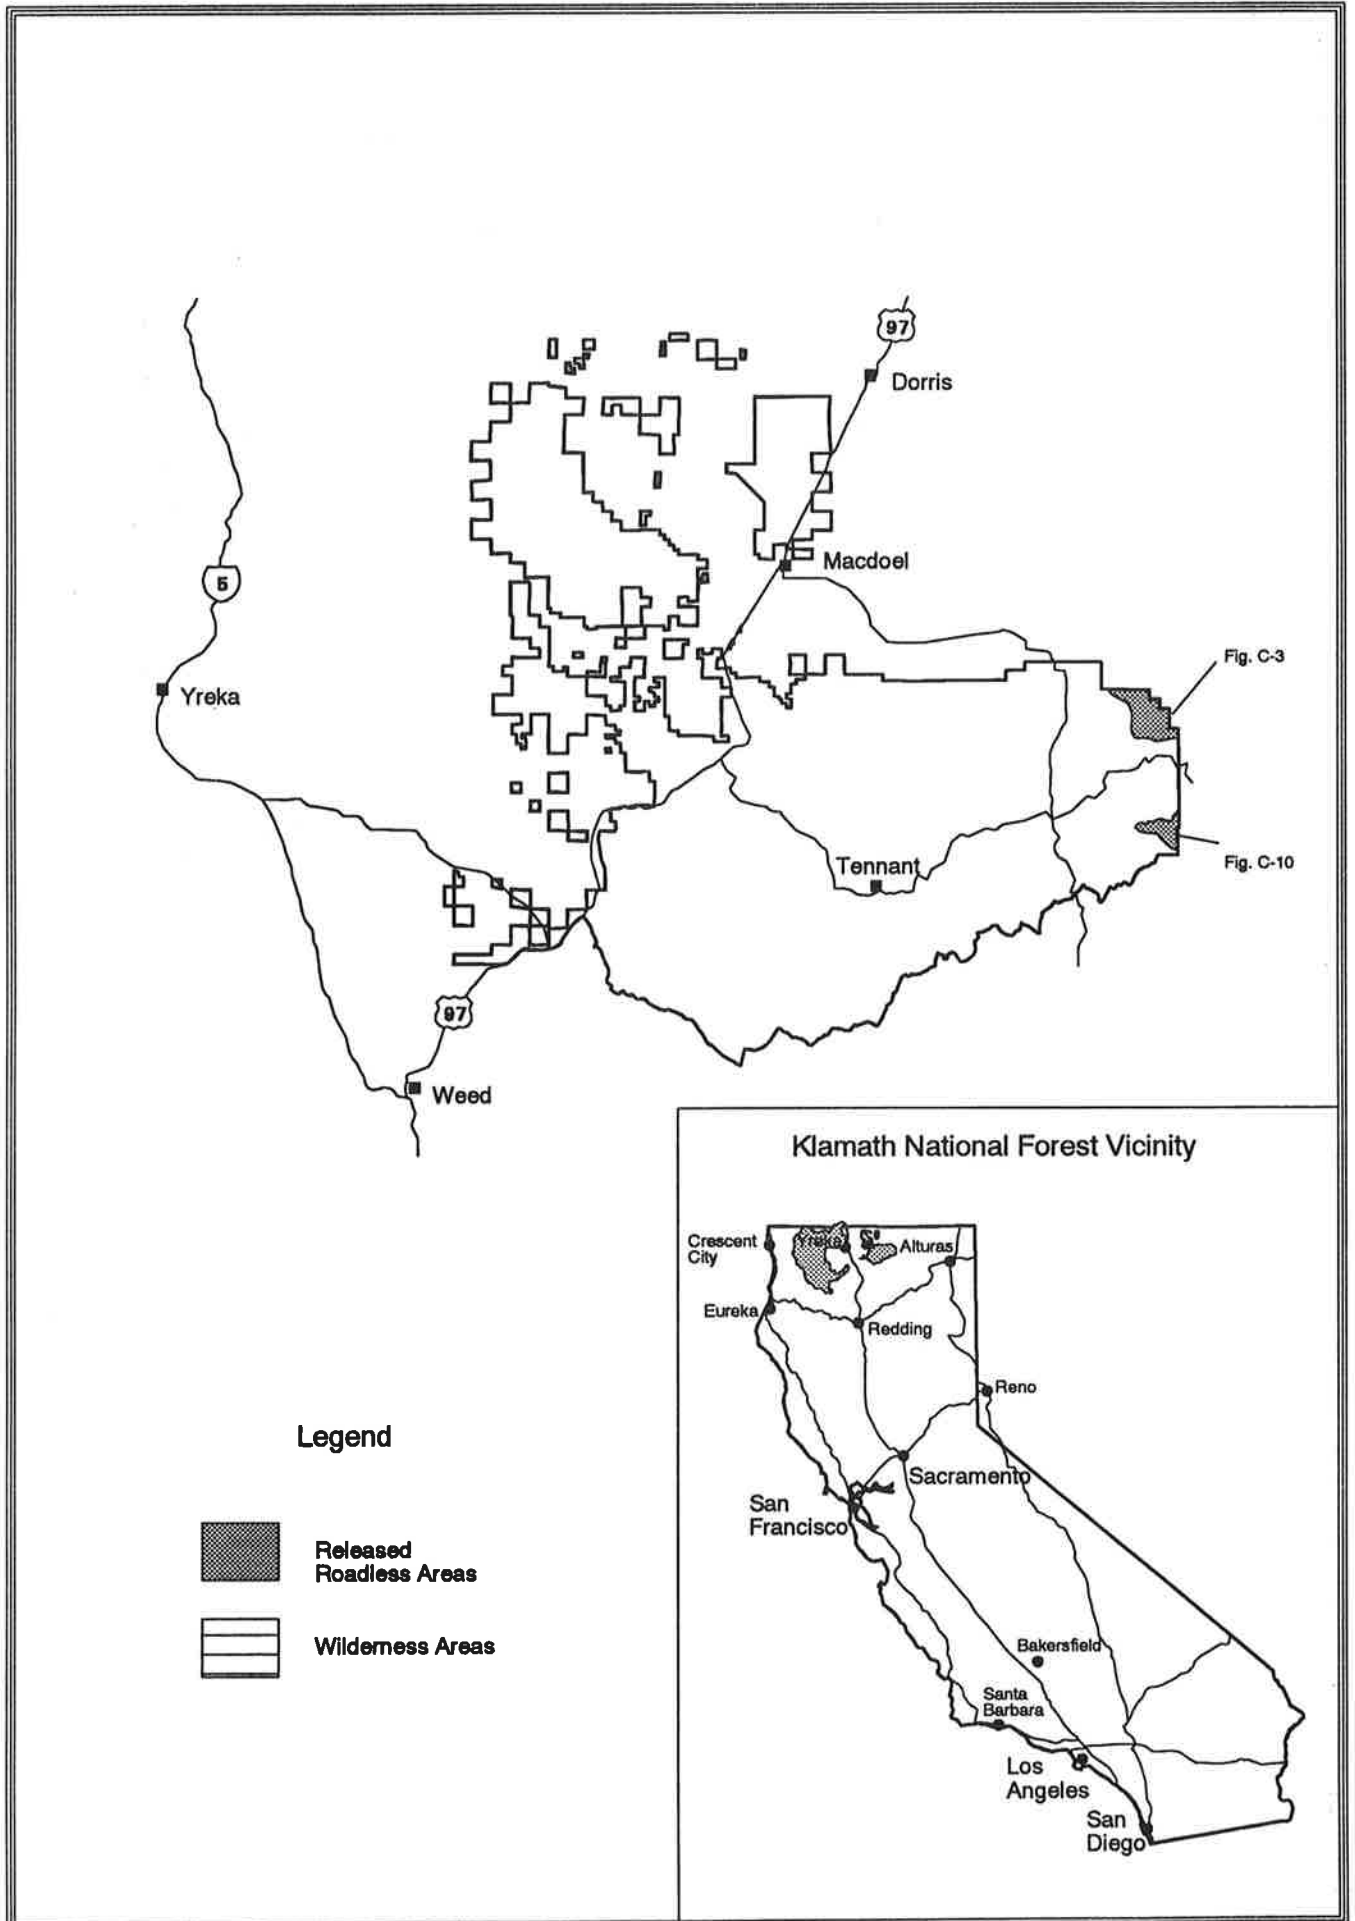 97
Dorris
Macdoel
5
Fig. C-3
Yreka
Fig. C-10
Tennant
97
Weed
Klamath National Forest Vicinity
Crescent
City
Yreka
Alturas
Eureka
Redding
Reno
Legend
Sacramento
San
Francisco
Released
Roadless Areas
Wilderness Areas
Bakersfield
Santa
Barbara
Los
Angeles
San
Diego